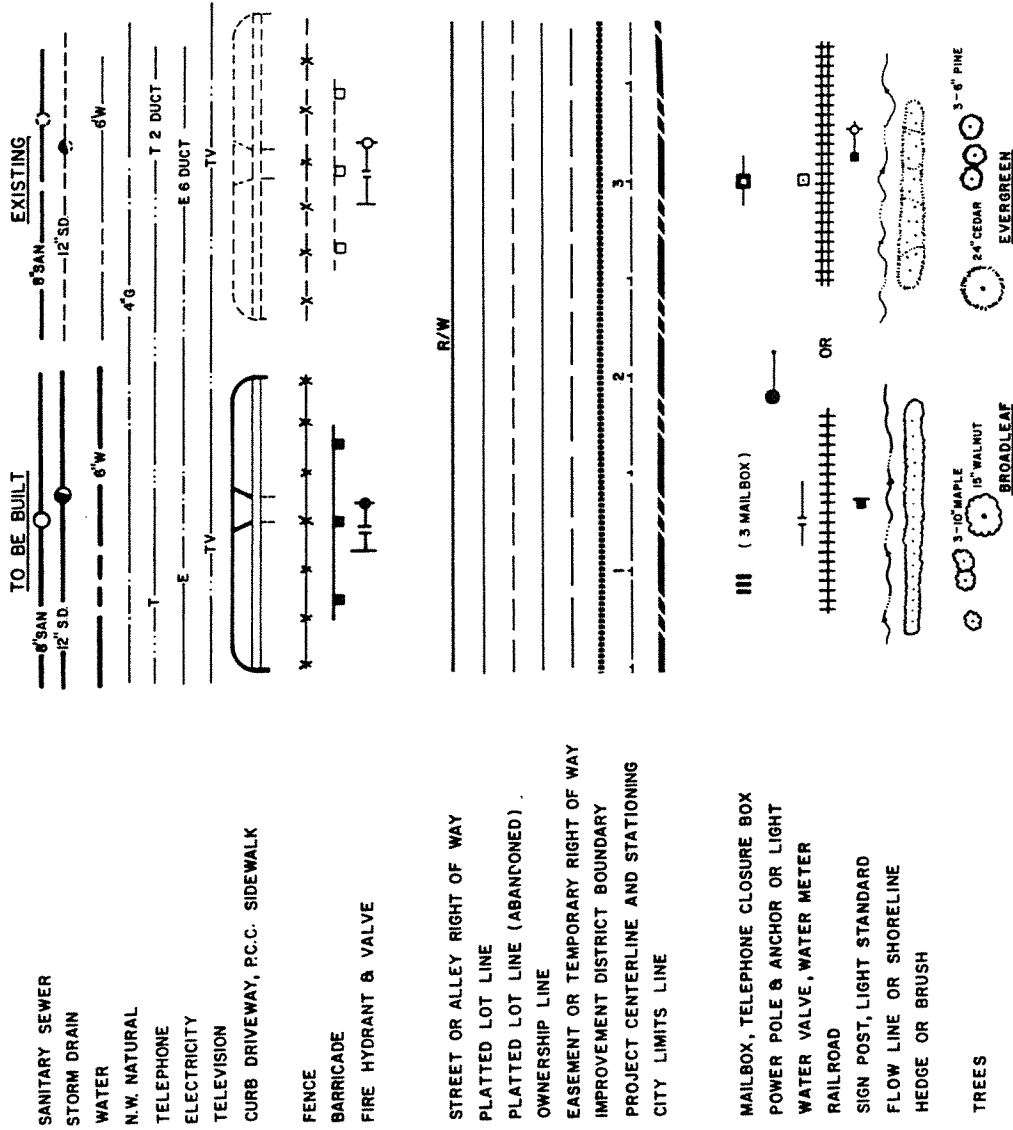 TO BE BUILT EXISTING
SANITARY SEWER 8"SAN 8"SAN
STORM DRAIN 12" S.D. 12" S.D.
WATER 6"W 6"W
N.W. NATURAL 4"G
TELEPHONE T T 2 DUCT
ELECTRICITY E E 6 DUCT
TELEVISION TV TV
CURB DRIVEWAY, P.C.C. SIDEWALK
FENCE
BARRICADE
FIRE HYDRANT & VALVE
STREET OR ALLEY RIGHT OF WAY R/W
PLATTED LOT LINE
PLATTED LOT LINE (ABANDONED).
OWNERSHIP LINE
EASEMENT OR TEMPORARY RIGHT OF WAY
IMPROVEMENT DISTRICT BOUNDARY
PROJECT CENTERLINE AND STATIONING 1 2 3
CITY LIMITS LINE
MAILBOX, TELEPHONE CLOSURE BOX (3 MAILBOX)
POWER POLE & ANCHOR OR LIGHT
WATER VALVE, WATER METER
RAILROAD OR
SIGN POST, LIGHT STANDARD
FLOW LINE OR SHORELINE
HEDGE OR BRUSH
3-10"MAPLE 3-6" PINE
TREES 15" WALNUT 24"CEDAR
BROADLEAF EVERGREEN